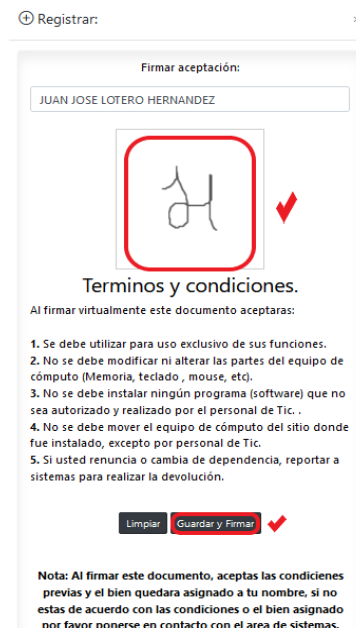 Registrar:
Firmar aceptación:
JUAN JOSE LOTERO HERNANDEZ
Terminos y condiciones.
Al firmar virtualmente este documento aceptaras:
1. Se debe utilizar para uso exclusivo de sus funciones.
2. No se debe modificar ni alterar las partes del equipo de
cómputo (Memoria, teclado , mouse, etc).
3. No se debe instalar ningún programa (software) que no
sea autorizado y realizado por el personal de Tic. .
4. No se debe mover el equipo de cómputo del sitio donde
fue instalado, excepto por personal de Tic.
5. Si usted renuncia o cambia de dependencia, reportar a
sistemas para realizar la devolución.
Limpiar Guardar y Firmar
Nota: Al firmar este documento, aceptas las condicienes
previas y el bien quedara asignado a tu nombre, si no
estas de acuerdo con las condiciones o el bien asignado
por favor ponerse en contacto con el area de sistemas.